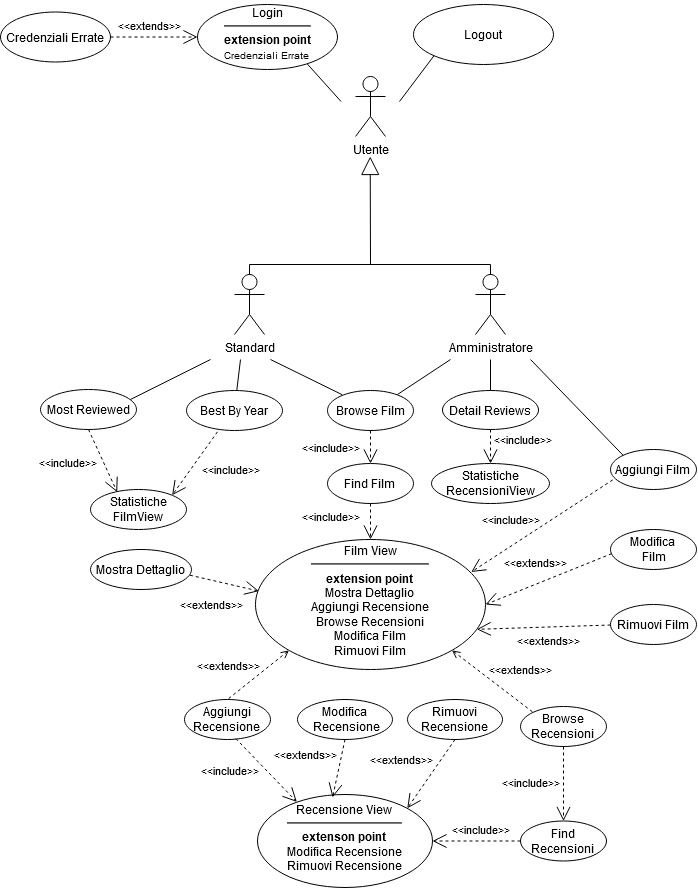 Login
<<extends>>
Credenziali Errate
extension point
Credenziali Errate
Logout
Utente
Standard
Amministratore
Most Reviewed
Best By Year
Browse Film
Detail Reviews
<<include>>
<<include>>
<<include>>
<<include>>
Aggiungi Film
Statistiche
FilmView
Find Film
Statistiche
RecensioniView
<<include>>
<<include>>
Film View
Modifica
Film
<<extends>>
Mostra Dettaglio
extension point
Mostra Dettaglio
Aggiungi Recensione
Browse Recensioni
Modifica Film
Rimuovi Film
<<extends>>
Rimuovi Film
<<extends>>
<<extends>>
<<extends>>
Aggiungi
Recensione
Modifica
Recensione
Rimuovi
Recensione
Browse
Recensioni
<<include>>
<<extends>>
<<extends>>
<<include>>
Recensione View
extenson point
Modifica Recensione
Rimuovi Recensione
<<include>>
Find
Recensioni